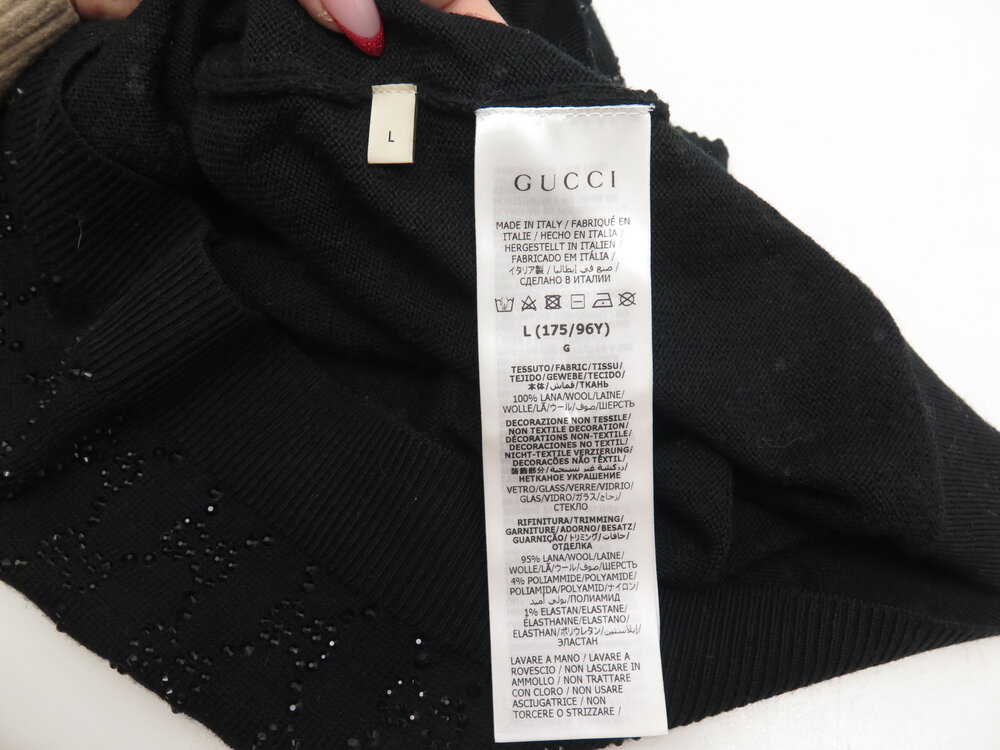 L
GUCCI
MADE IN ITALY / FABRIQUÉ EN
ITALIE / HECHO EN ITALIA /
HERGESTELLT IN ITALIEN /
FABRICADO EM ITÁLIA /
イタリア製 / صنع في إيطاليا /
СДЕЛАНО В ИТАЛИИ
L (175/96Y)
G
TESSUTO/FABRIC/TISSU/
TEJIDO/GEWEBE/TECIDO/
本体/قماش/ТКАНЬ
100% LANA/WOOL/LAINE/
WOLLE/LÃ/ウール/صوف/ШЕРСТЬ
DECORAZIONE NON TESSILE/
NON TEXTILE DECORATION/
DÉCORATIONS NON-TEXTILE/
DECORACIONES NO TEXTIL/
NICHT-TEXTILE VERZIERUNG/
DECORAÇÕES NÃO TÊXTIL/
装飾部分/زركشة غير نسيجية/
НЕТКАНОЕ УКРАШЕНИЕ
VETRO/GLASS/VERRE/VIDRIO/
GLAS/VIDRO/ガラス/زجاج/
СТЕКЛО
RIFINITURA/TRIMMING/
GARNITURE/ADORNO/BESATZ/
GUARNIÇÃO/トリミング/حافات/
ОТДЕЛКА
95% LANA/WOOL/LAINE/
WOLLE/LÃ/ウール/صوف/ШЕРСТЬ
4% POLIAMMIDE/POLYAMIDE/
POLIAMIDA/POLYAMID/ナイロン/
بولي أميد/ПОЛИАМИД
1% ELASTAN/ELASTANE/
ÉLASTHANNE/ELASTANO/
ELASTHAN/ポリウレタン/إيلاستين/
ЭЛАСТАН
LAVARE A MANO / LAVARE A
ROVESCIO / NON LASCIARE IN
AMMOLLO / NON TRATTARE
CON CLORO / NON USARE
ASCIUGATRICE / NON
TORCERE O STRIZZARE /